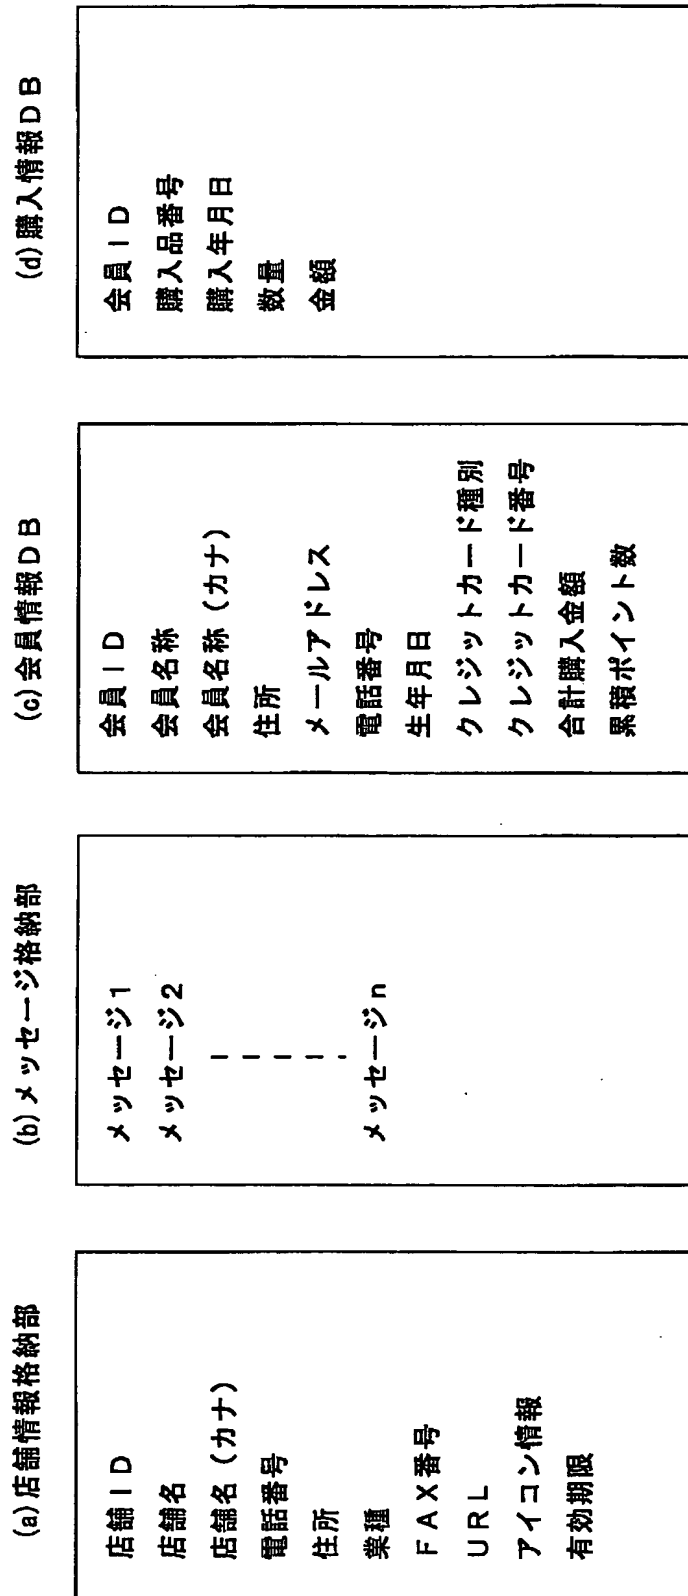 (a)店舗情報格納部
店舗ID
店舗名
店舗名(カナ)
電話番号
住所
業種
FAX番号
URL
アイコン情報
有効期限
(b)メッセージ格納部
メッセージ1
メッセージ2
メッセージn
(c)会員情報DB
会員ID
会員名称
会員名称(カナ)
住所
メールアドレス
電話番号
生年月日
クレジットカード種別
クレジットカード番号
合計購入金額
累積ポイント数
(d)購入情報DB
会員ID
購入品番号
購入年月日
数量
金額